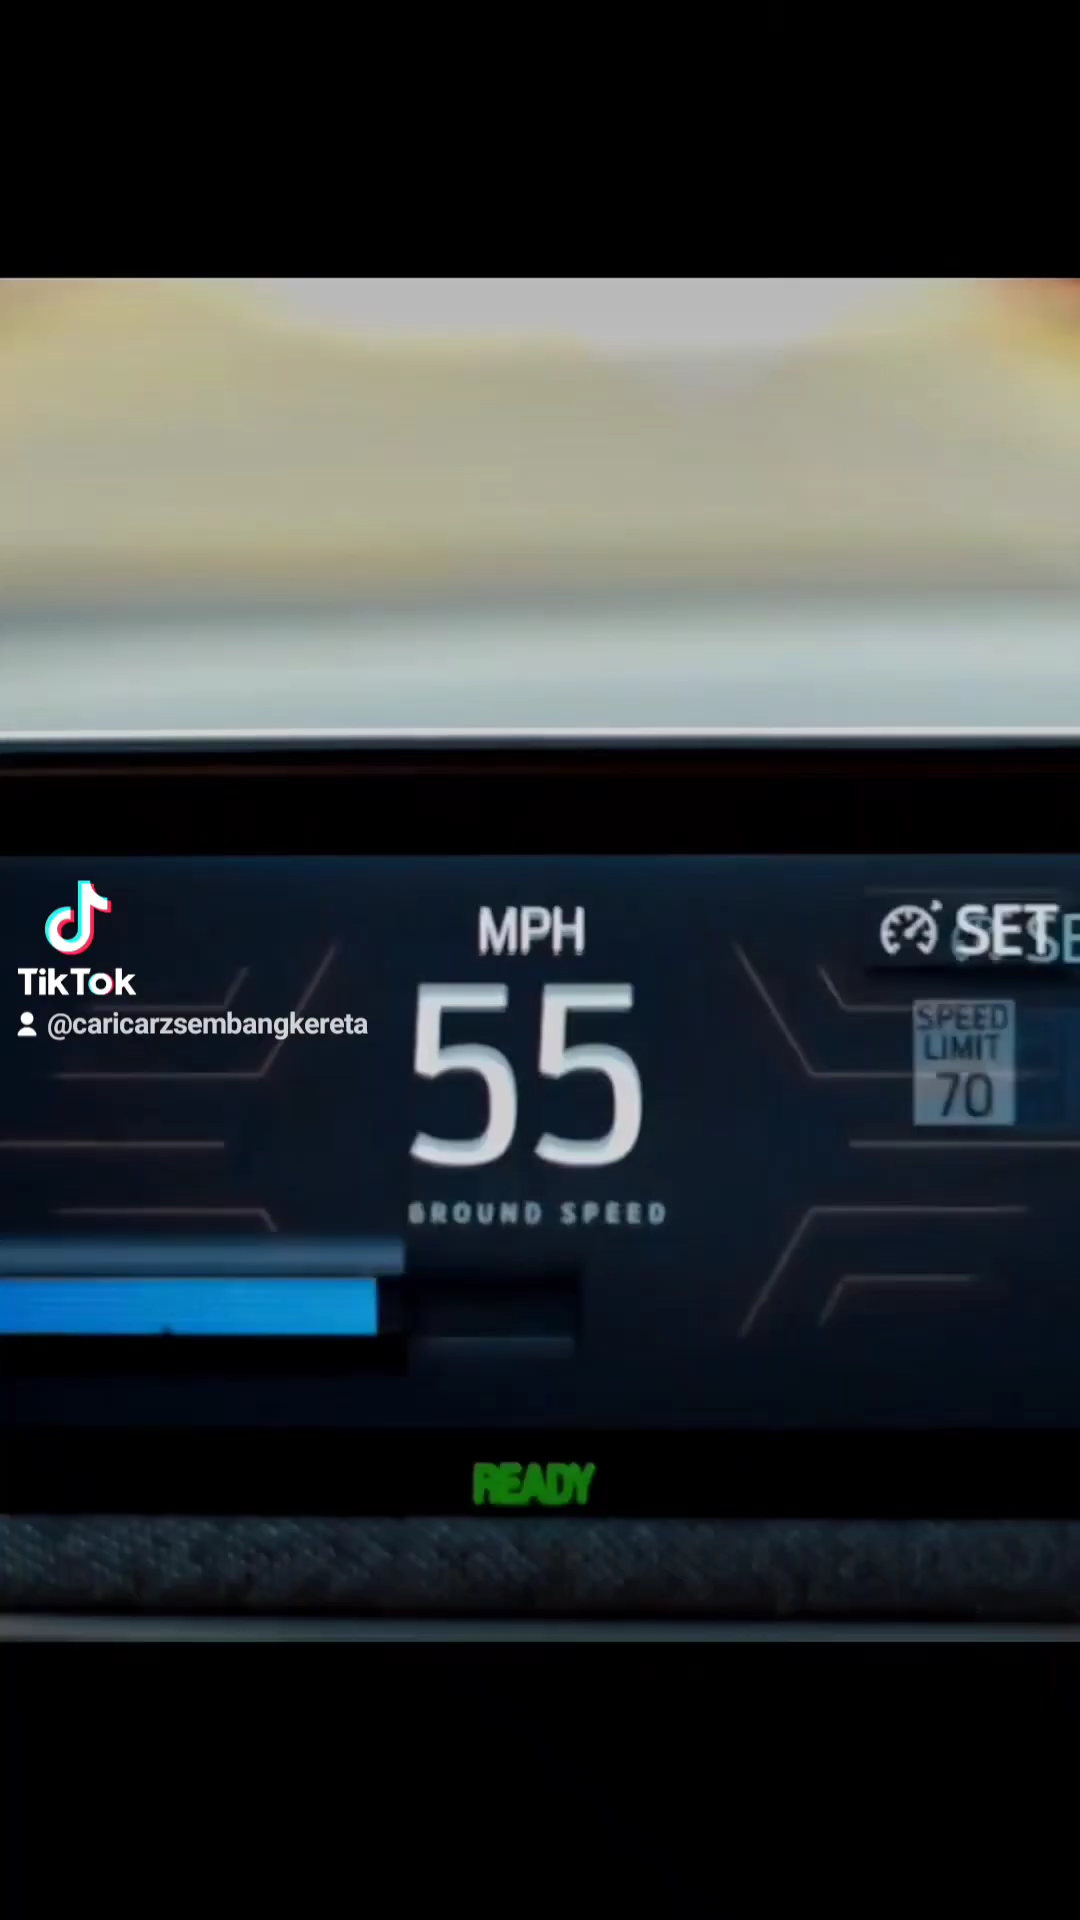 MPH
SET
TikTok
@caricarzsembangkereta
55
SPEED
LIMIT
70
GROUND SPEED
READY